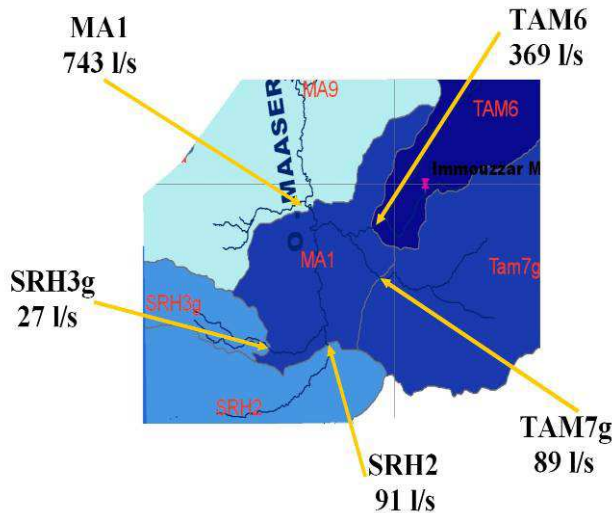 MA1
743 l/s
TAM6
369 l/s
MA9
TAM6
O - MAASER
Immouzzar M
MA1
Tam7g
SRH3g
27 l/s
SRH3g
SRH2
TAM7g
89 l/s
SRH2
91 l/s